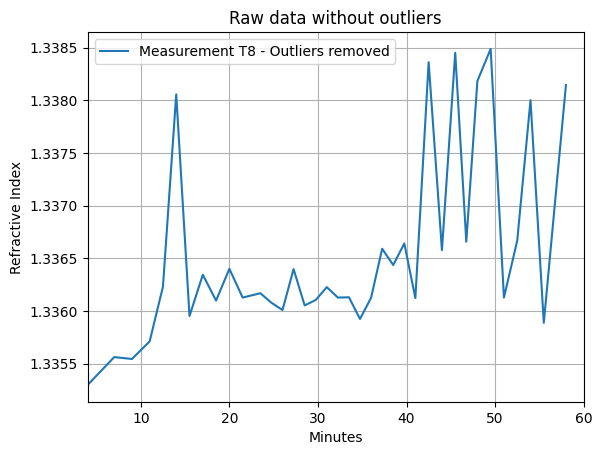 Raw data without outliers
Measurement T8 - Outliers removed
Refractive Index
1.3385
1.3380
1.3375
1.3370
1.3365
1.3360
1.3355
10 20 30 40 50 60
Minutes